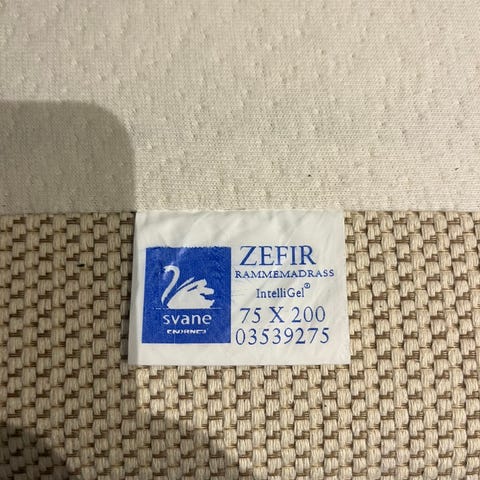 svane
ZEFIR
RAMMEMADRASS
IntelliGel®
75 X 200
03539275